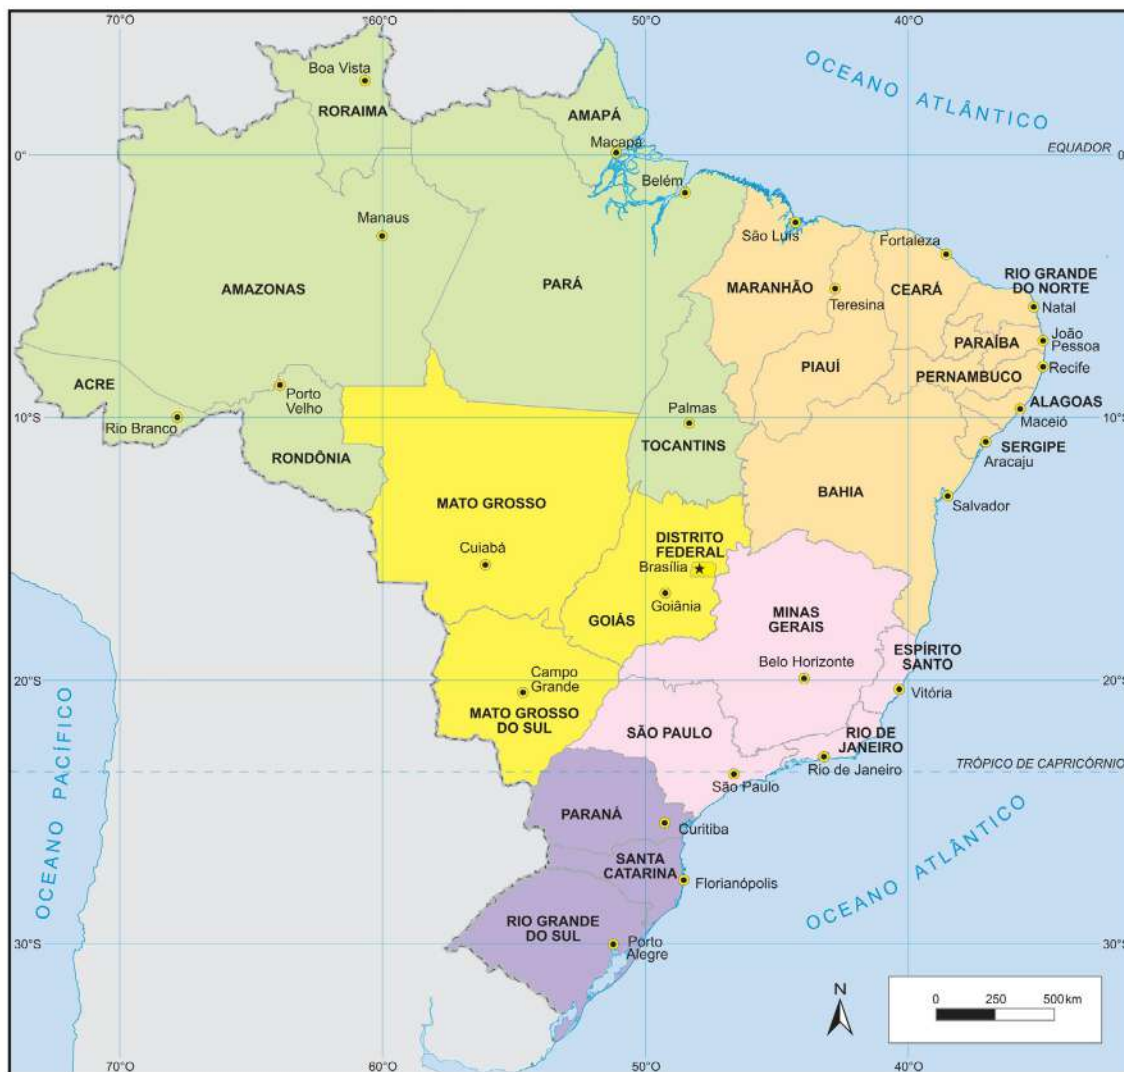 70°O
60°O
50°O
40°O
OCEANO ATLÂNTICO
Boa Vista
RORAIMA
AMAPÁ
Macapá
EQUADOR
0°
0°
Belém
Manaus
São Luís
Fortaleza
AMAZONAS
PARÁ
MARANHÃO
Teresina
CEARÁ
RIO GRANDE
DO NORTE
Natal
João
Pessoa
PARAÍBA
PIAUÍ
Recife
PERNAMBUCO
ACRE
Porto
Velho
ALAGOAS
Maceió
Rio Branco
10°S
10°S
Palmas
TOCANTINS
SERGIPE
Aracaju
RONDÔNIA
BAHIA
Salvador
MATO GROSSO
Cuiabá
DISTRITO
FEDERAL
Brasília
Goiânia
GOIÁS
MINAS
GERAIS
ESPÍRITO
SANTO
Belo Horizonte
Vitória
Campo
Grande
20°S
20°S
MATO GROSSO
DO SUL
SÃO PAULO
RIO DE
JANEIRO
Rio de Janeiro
São Paulo
TRÓPICO DE CAPRICÓRNIO
OCEANO PACÍFICO
PARANÁ
Curitiba
SANTA
CATARINA
Florianópolis
OCEANO ATLÂNTICO
RIO GRANDE
DO SUL
Porto
Alegre
30°S
30°S
N
0 250 500 km
70°O
60°O
50°O
40°O